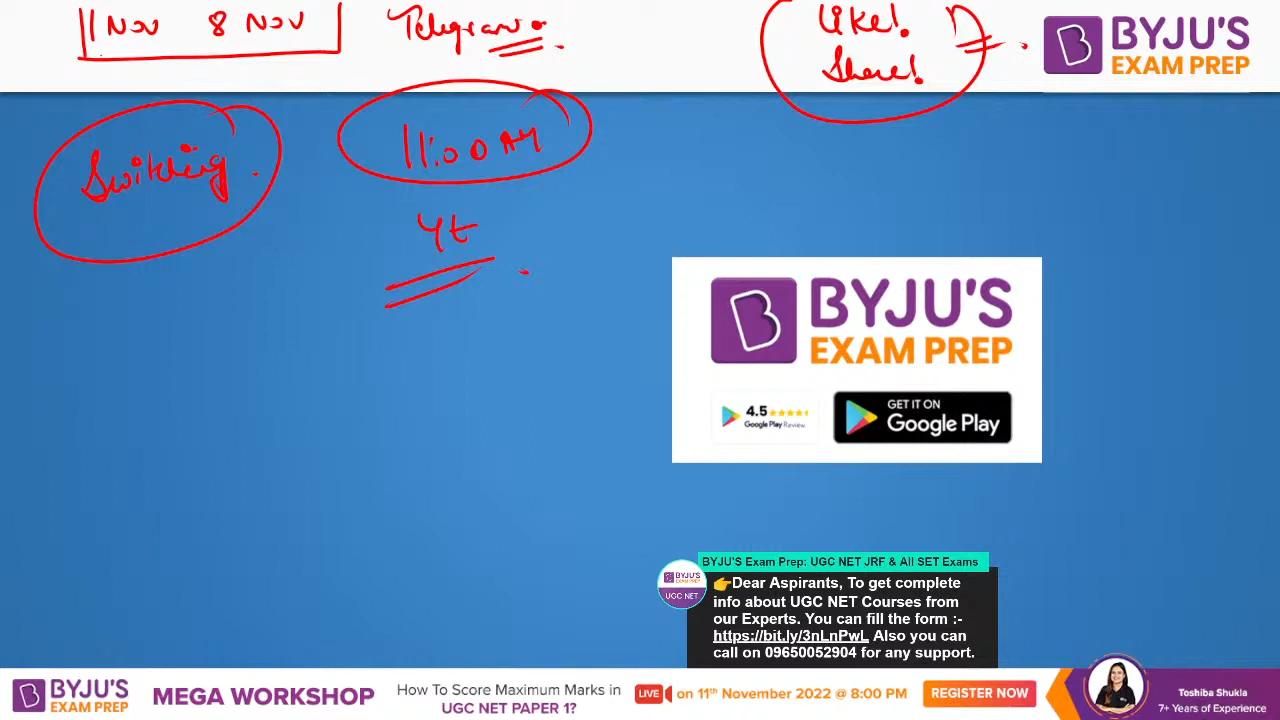 1 Nov 8 Nov
Telegram
Like!
Share!
BYJU'S
EXAM PREP
Switching
11:00 AM
Yt
BYJU'S
EXAM PREP
4.5
Google Play Review
GET IT ON
Google Play
BYJU'S Exam Prep: UGC NET JRF & All SET Exams
BYJU'S
UGC NET
👉Dear Aspirants, To get complete
info about UGC NET Courses from
our Experts. You can fill the form :-
https://bit.ly/3nLnPwL Also you can
call on 09650052904 for any support.
BYJU'S
EXAM PREP
MEGA WORKSHOP
How To Score Maximum Marks in
UGC NET PAPER 1?
LIVE on 11th November 2022 @ 8:00 PM
REGISTER NOW
Toshiba Shukla
7+ Years of Experience